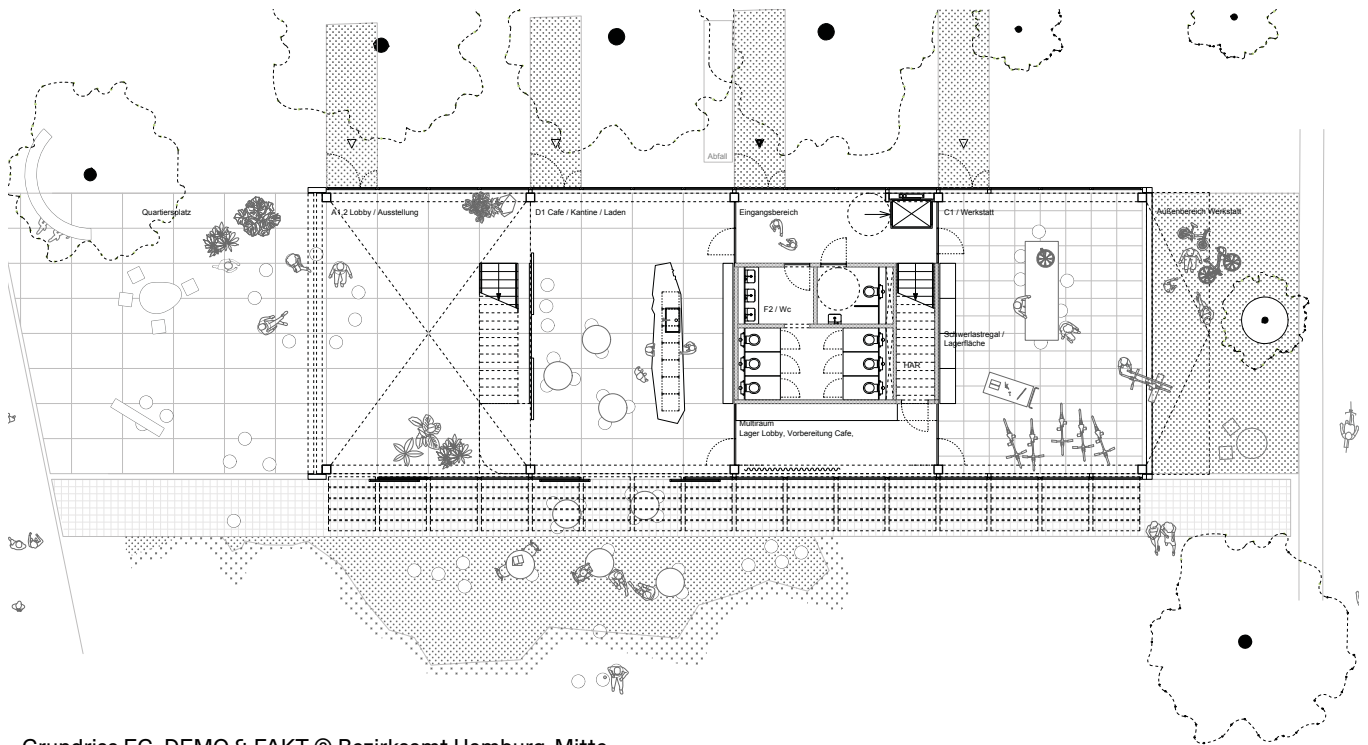 Abfall
Quartiersplatz
A1.2 Lobby / Ausstellung
D1 Cafe / Kantine / Laden
Eingangsbereich
C1 / Werkstatt
Außenbereich Werkstatt
F2 / Wc
Schwerlastregal /
Lagerfläche
HAR
Multiraum
Lager Lobby, Vorbereitung Cafe,
Grundriss EG, DEMO & FAKT © Bezirksamt Hamburg-Mitte